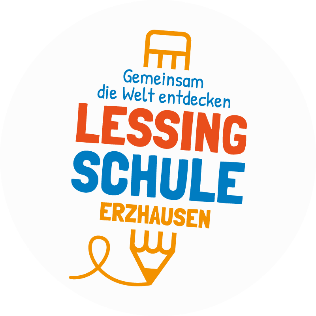 Gemeinsam
die Welt entdecken
LESSING
SCHULE
ERZHAUSEN